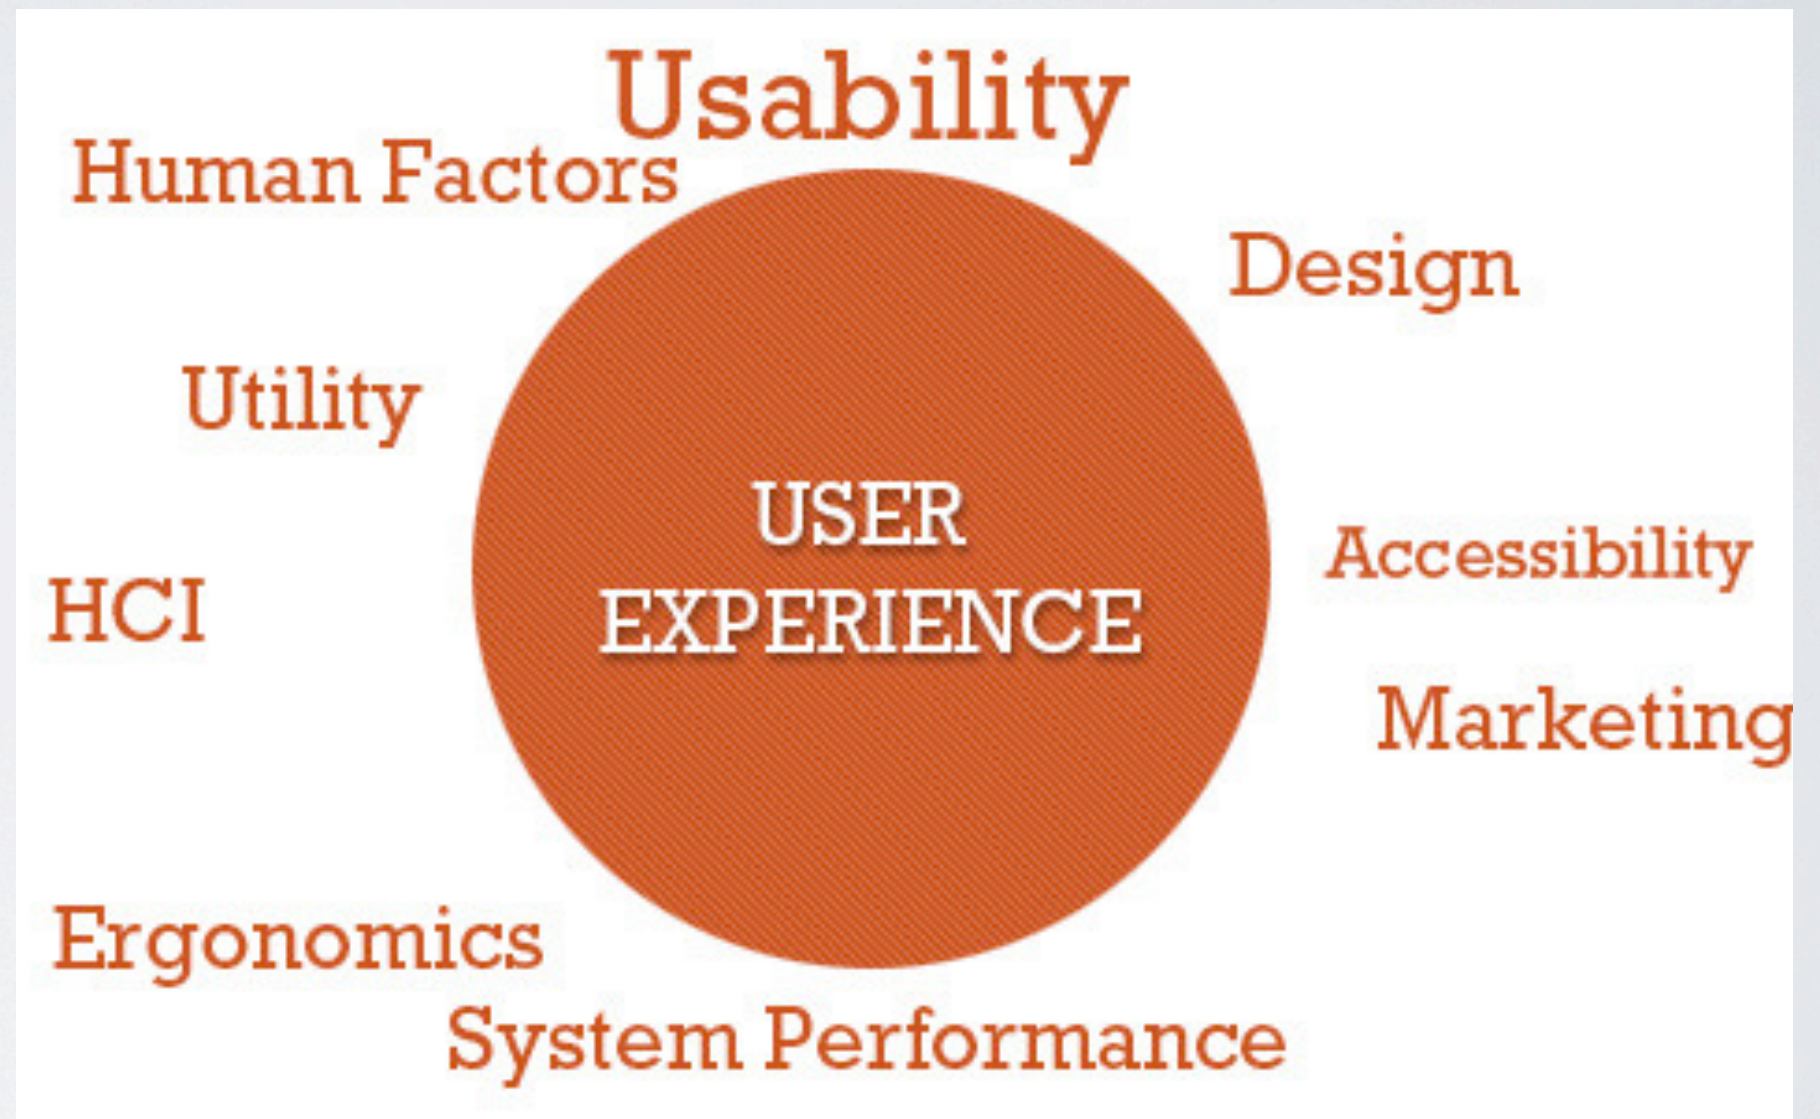 Usability
Human Factors
Design
Utility
USER
EXPERIENCE
Accessibility
HCI
Marketing
Ergonomics
System Performance